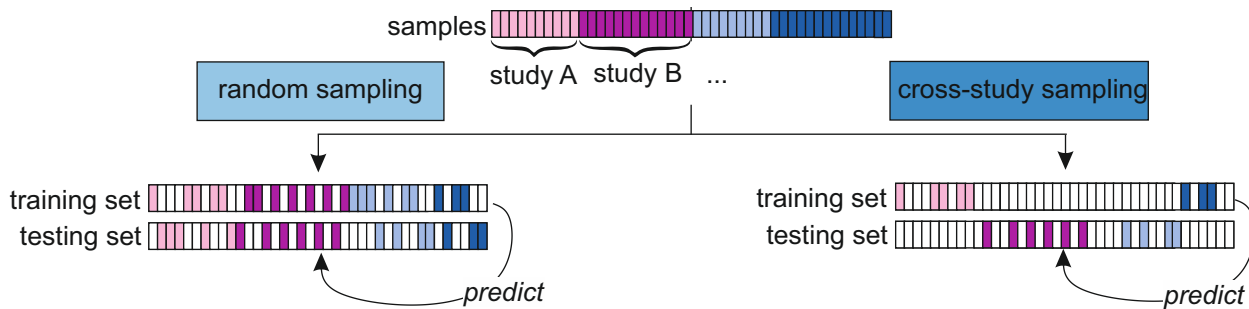 samples
study A study B ...
random sampling
cross-study sampling
training set
testing set
predict
training set
testing set
predict